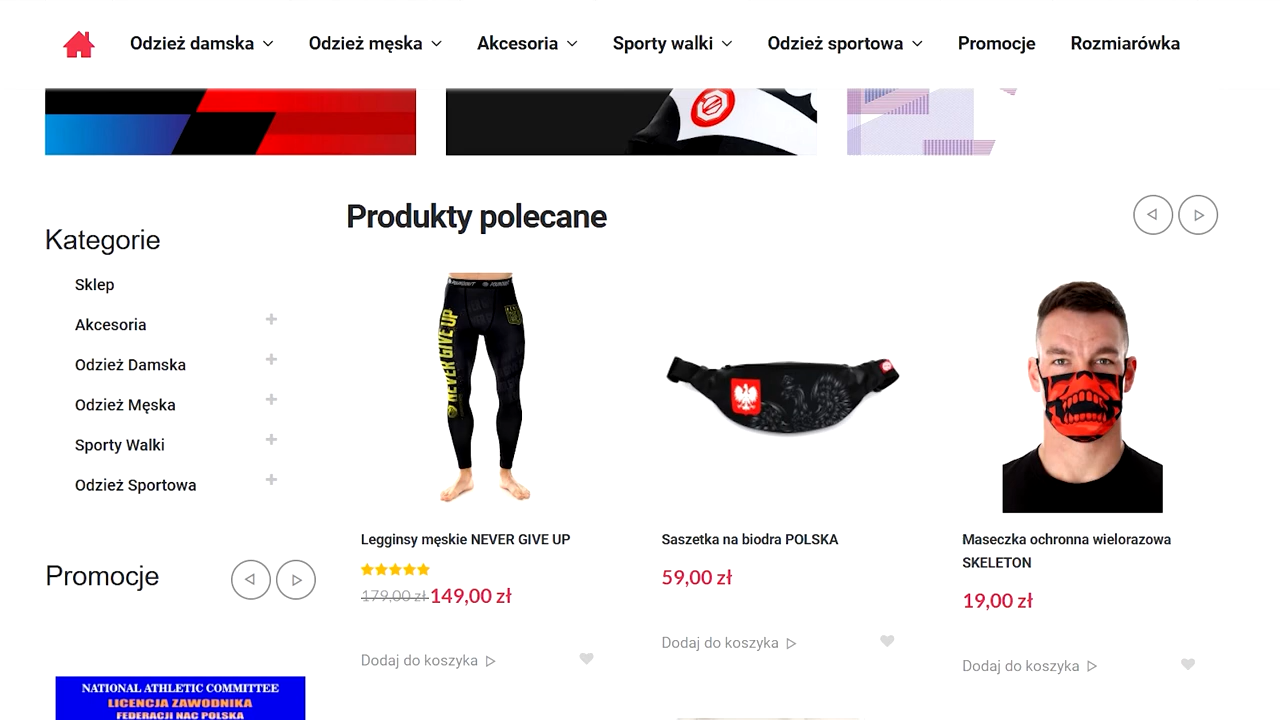 Odzież damska
Odzież męska
Akcesoria
Sporty walki
Odzież sportowa
Promocje
Rozmiarówka
Kategorie
Sklep
Akcesoria
Odzież Damska
Odzież Męska
Sporty Walki
Odzież Sportowa
Promocje
NATIONAL ATHLETIC COMMITTEE
LICENCJA ZAWODNIKA
FEDERACJI NAC POLSKA
Produkty polecane
NEVER GIVE UP
Legginsy męskie NEVER GIVE UP
179,00 zł 149,00 zł
Dodaj do koszyka
Saszetka na biodra POLSKA
59,00 zł
Dodaj do koszyka
Maseczka ochronna wielorazowa
SKELETON
19,00 zł
Dodaj do koszyka